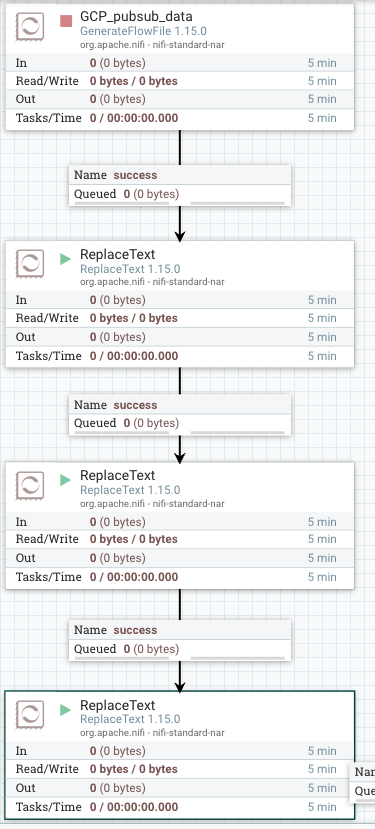 GCP_pubsub_data
GenerateFlowFile 1.15.0
org.apache.nifi - nifi-standard-nar
In 0 (0 bytes) 5 min
Read/Write 0 bytes / 0 bytes 5 min
Out 0 (0 bytes) 5 min
Tasks/Time 0 / 00:00:00.000 5 min
Name success
Queued 0 (0 bytes)
ReplaceText
ReplaceText 1.15.0
org.apache.nifi - nifi-standard-nar
In 0 (0 bytes) 5 min
Read/Write 0 bytes / 0 bytes 5 min
Out 0 (0 bytes) 5 min
Tasks/Time 0 / 00:00:00.000 5 min
Name success
Queued 0 (0 bytes)
ReplaceText
ReplaceText 1.15.0
org.apache.nifi - nifi-standard-nar
In 0 (0 bytes) 5 min
Read/Write 0 bytes / 0 bytes 5 min
Out 0 (0 bytes) 5 min
Tasks/Time 0 / 00:00:00.000 5 min
Name success
Queued 0 (0 bytes)
ReplaceText
ReplaceText 1.15.0
org.apache.nifi - nifi-standard-nar
In 0 (0 bytes) 5 min
Read/Write 0 bytes / 0 bytes 5 min
Out 0 (0 bytes) 5 min
Tasks/Time 0 / 00:00:00.000 5 min
Nar
Que